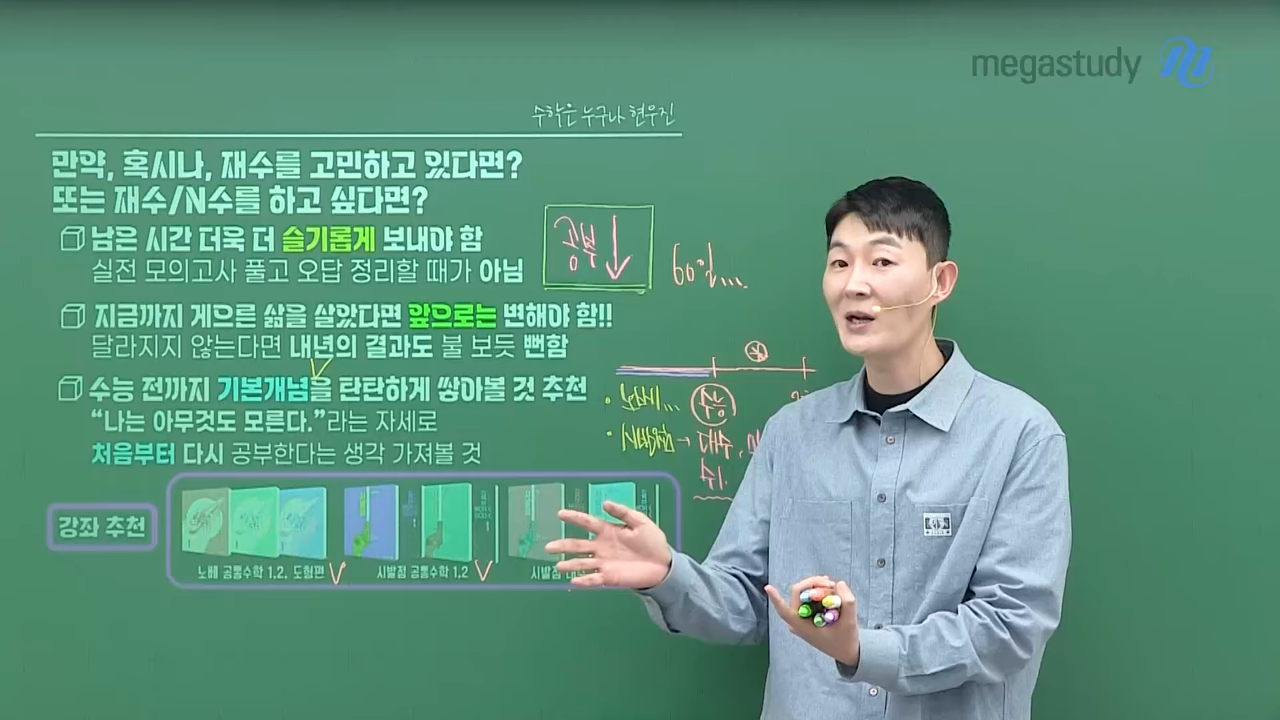 megastudy
수학은 누구나 현우진
만약, 혹시나, 재수를 고민하고 있다면?
또는 재수/N수를 하고 싶다면?
남은 시간 더욱 더 슬기롭게 보내야 함
실전 모의고사 풀고 오답 정리할 때가 아님
지금까지 게으른 삶을 살았다면 앞으로는 변해야 함!!
달라지지 않는다면 내년의 결과도 불 보듯 뻔함
수능 전까지 기본개념을 탄탄하게 쌓아볼 것 추천
“나는 아무것도 모른다.”라는 자세로
처음부터 다시 공부한다는 생각 가져볼 것
강좌 추천
노베 공통수학 1,2, 도형편
시발점 공통수학 1,2
시발점
공부
60일...
수능
시발점 → 대수,